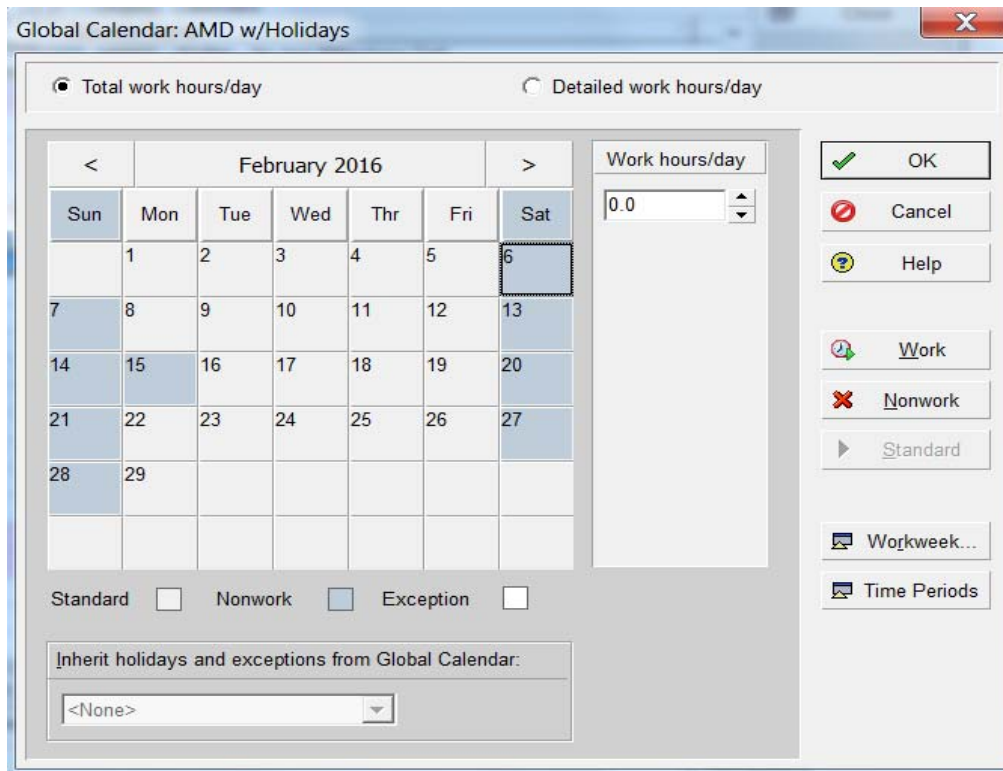 Global Calendar: AMD w/Holidays
X
Total work hours/day Detailed work hours/day
< February 2016 >
Work hours/day
0.0
Sun Mon Tue Wed Thr Fri Sat
1 2 3 4 5 6
7 8 9 10 11 12 13
14 15 16 17 18 19 20
21 22 23 24 25 26 27
28 29
Standard Nonwork Exception
Inherit holidays and exceptions from Global Calendar:
<None>
OK
Cancel
Help
Work
Nonwork
Standard
Workweek...
Time Periods